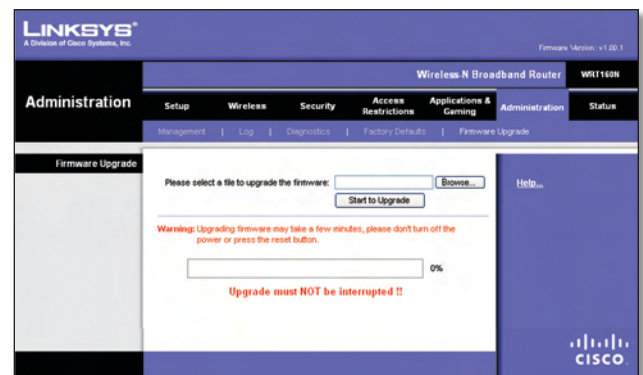 LINKSYS®
A Division of Cisco Systems, Inc.
Firmware Version: v1.00.1
Wireless-N Broadband Router WRT160N
Administration
Setup Wireless Security Access Restrictions Applications & Gaming Administration Status
Management | Log | Diagnostics | Factory Defaults | Firmware Upgrade
Firmware Upgrade
Please select a file to upgrade the firmware: Browse...
Start to Upgrade
Help...
Warning: Upgrading firmware may take a few minutes, please don't turn off the
power or press the reset button.
0%
Upgrade must NOT be interrupted !!
CISCO.